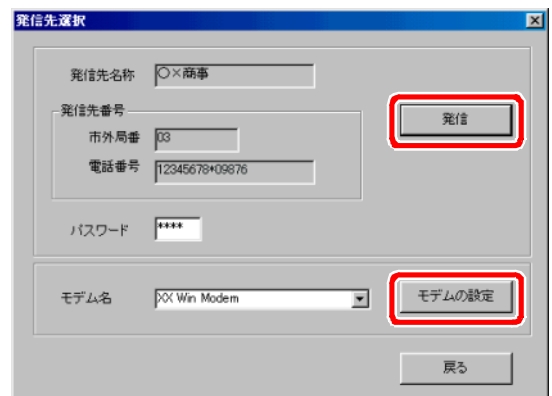 発信先選択
発信先名称 〇×商事
発信先番号
市外局番 03
電話番号 12345678*09876
発信
パスワード ****
モデム名 XX Win Modem
モデムの設定
戻る